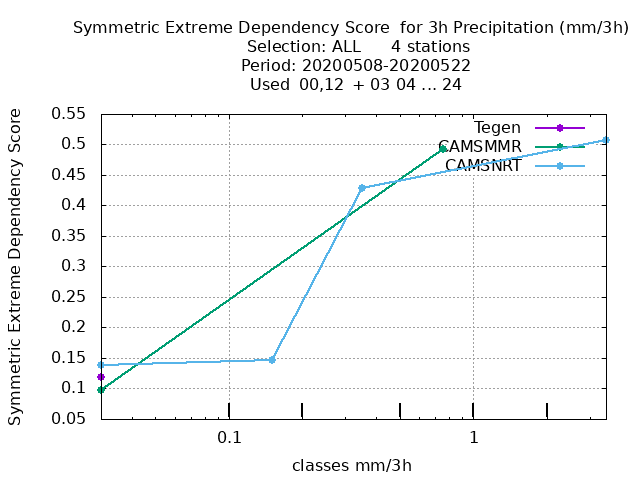 Symmetric Extreme Dependency Score  for 3h Precipitation (mm/3h)
Selection: ALL      4 stations
Period: 20200508-20200522
Used  00,12  + 03 04 ... 24
Symmetric Extreme Dependency Score
0.55
0.5
0.45
0.4
0.35
0.3
0.25
0.2
0.15
0.1
0.05
Tegen
CAMSMMR
CAMSNRT
0.1
1
classes mm/3h